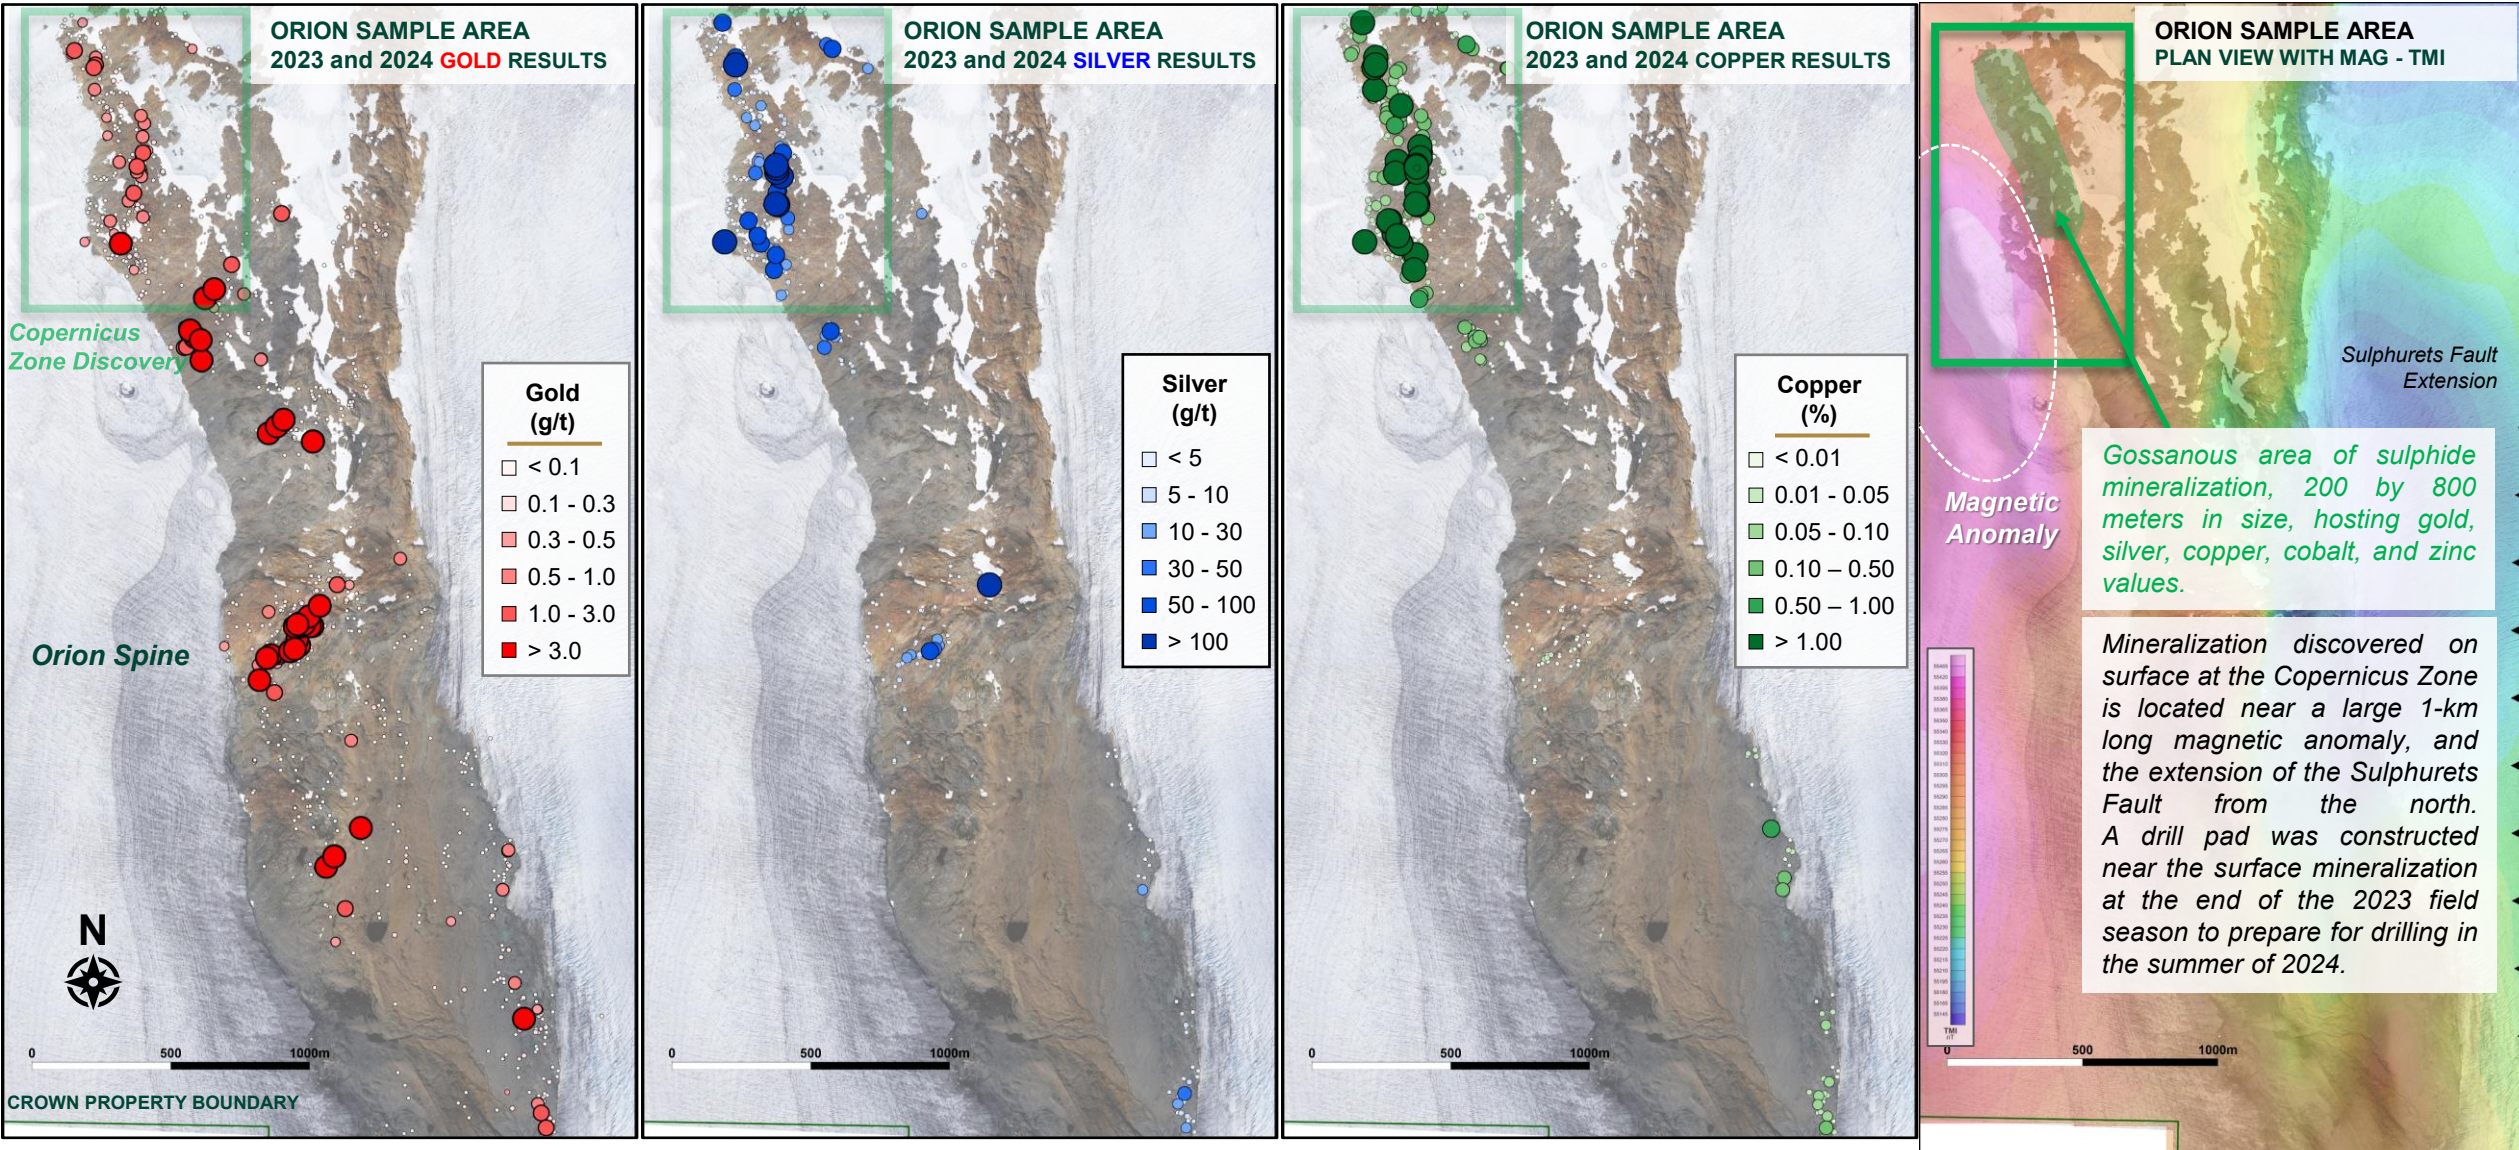 ORION SAMPLE AREA
2023 and 2024 GOLD RESULTS
Copernicus
Zone Discovery
Gold
(g/t)
< 0.1
0.1 - 0.3
0.3 - 0.5
0.5 - 1.0
1.0 - 3.0
> 3.0
Orion Spine
N
0 500 1000m
CROWN PROPERTY BOUNDARY
ORION SAMPLE AREA
2023 and 2024 SILVER RESULTS
Silver
(g/t)
< 5
5 - 10
10 - 30
30 - 50
50 - 100
> 100
0 500 1000m
ORION SAMPLE AREA
2023 and 2024 COPPER RESULTS
Copper
(%)
< 0.01
0.01 - 0.05
0.05 - 0.10
0.10 – 0.50
0.50 – 1.00
> 1.00
0 500 1000m
ORION SAMPLE AREA
PLAN VIEW WITH MAG - TMI
Sulphurets Fault
Extension
Magnetic
Anomaly
Gossanous area of sulphide
mineralization, 200 by 800
meters in size, hosting gold,
silver, copper, cobalt, and zinc
values.
Mineralization discovered on
surface at the Copernicus Zone
is located near a large 1-km
long magnetic anomaly, and
the extension of the Sulphurets
Fault from the north.
A drill pad was constructed
near the surface mineralization
at the end of the 2023 field
season to prepare for drilling in
the summer of 2024.
TMI
nT
0 500 1000m